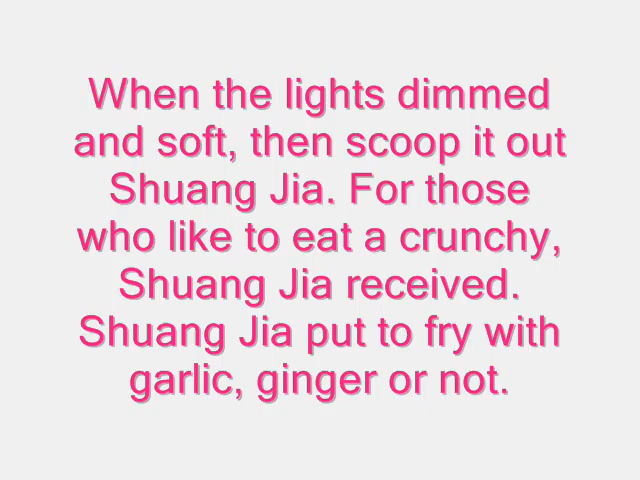 When the lights dimmed
and soft, then scoop it out
Shuang Jia. For those
who like to eat a crunchy,
Shuang Jia received.
Shuang Jia put to fry with
garlic, ginger or not.